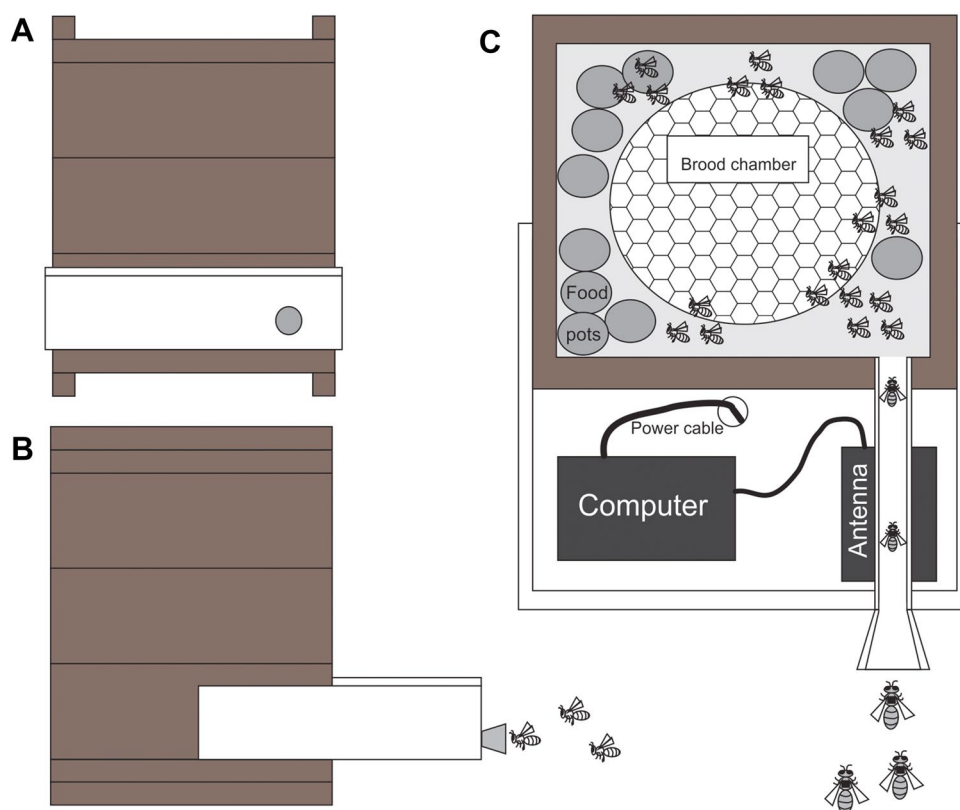 A
B
C
Brood chamber
Food
pots
Power cable
Computer
Antenna